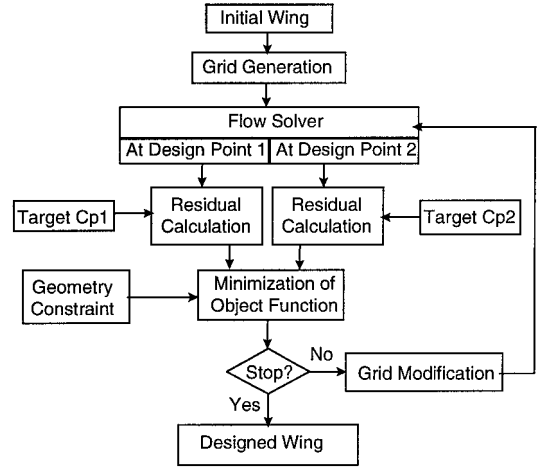 Initial Wing
Grid Generation
Flow Solver
At Design Point 1
At Design Point 2
Target Cp1
Residual
Calculation
Residual
Calculation
Target Cp2
Geometry
Constraint
Minimization of
Object Function
Stop?
No
Grid Modification
Yes
Designed Wing